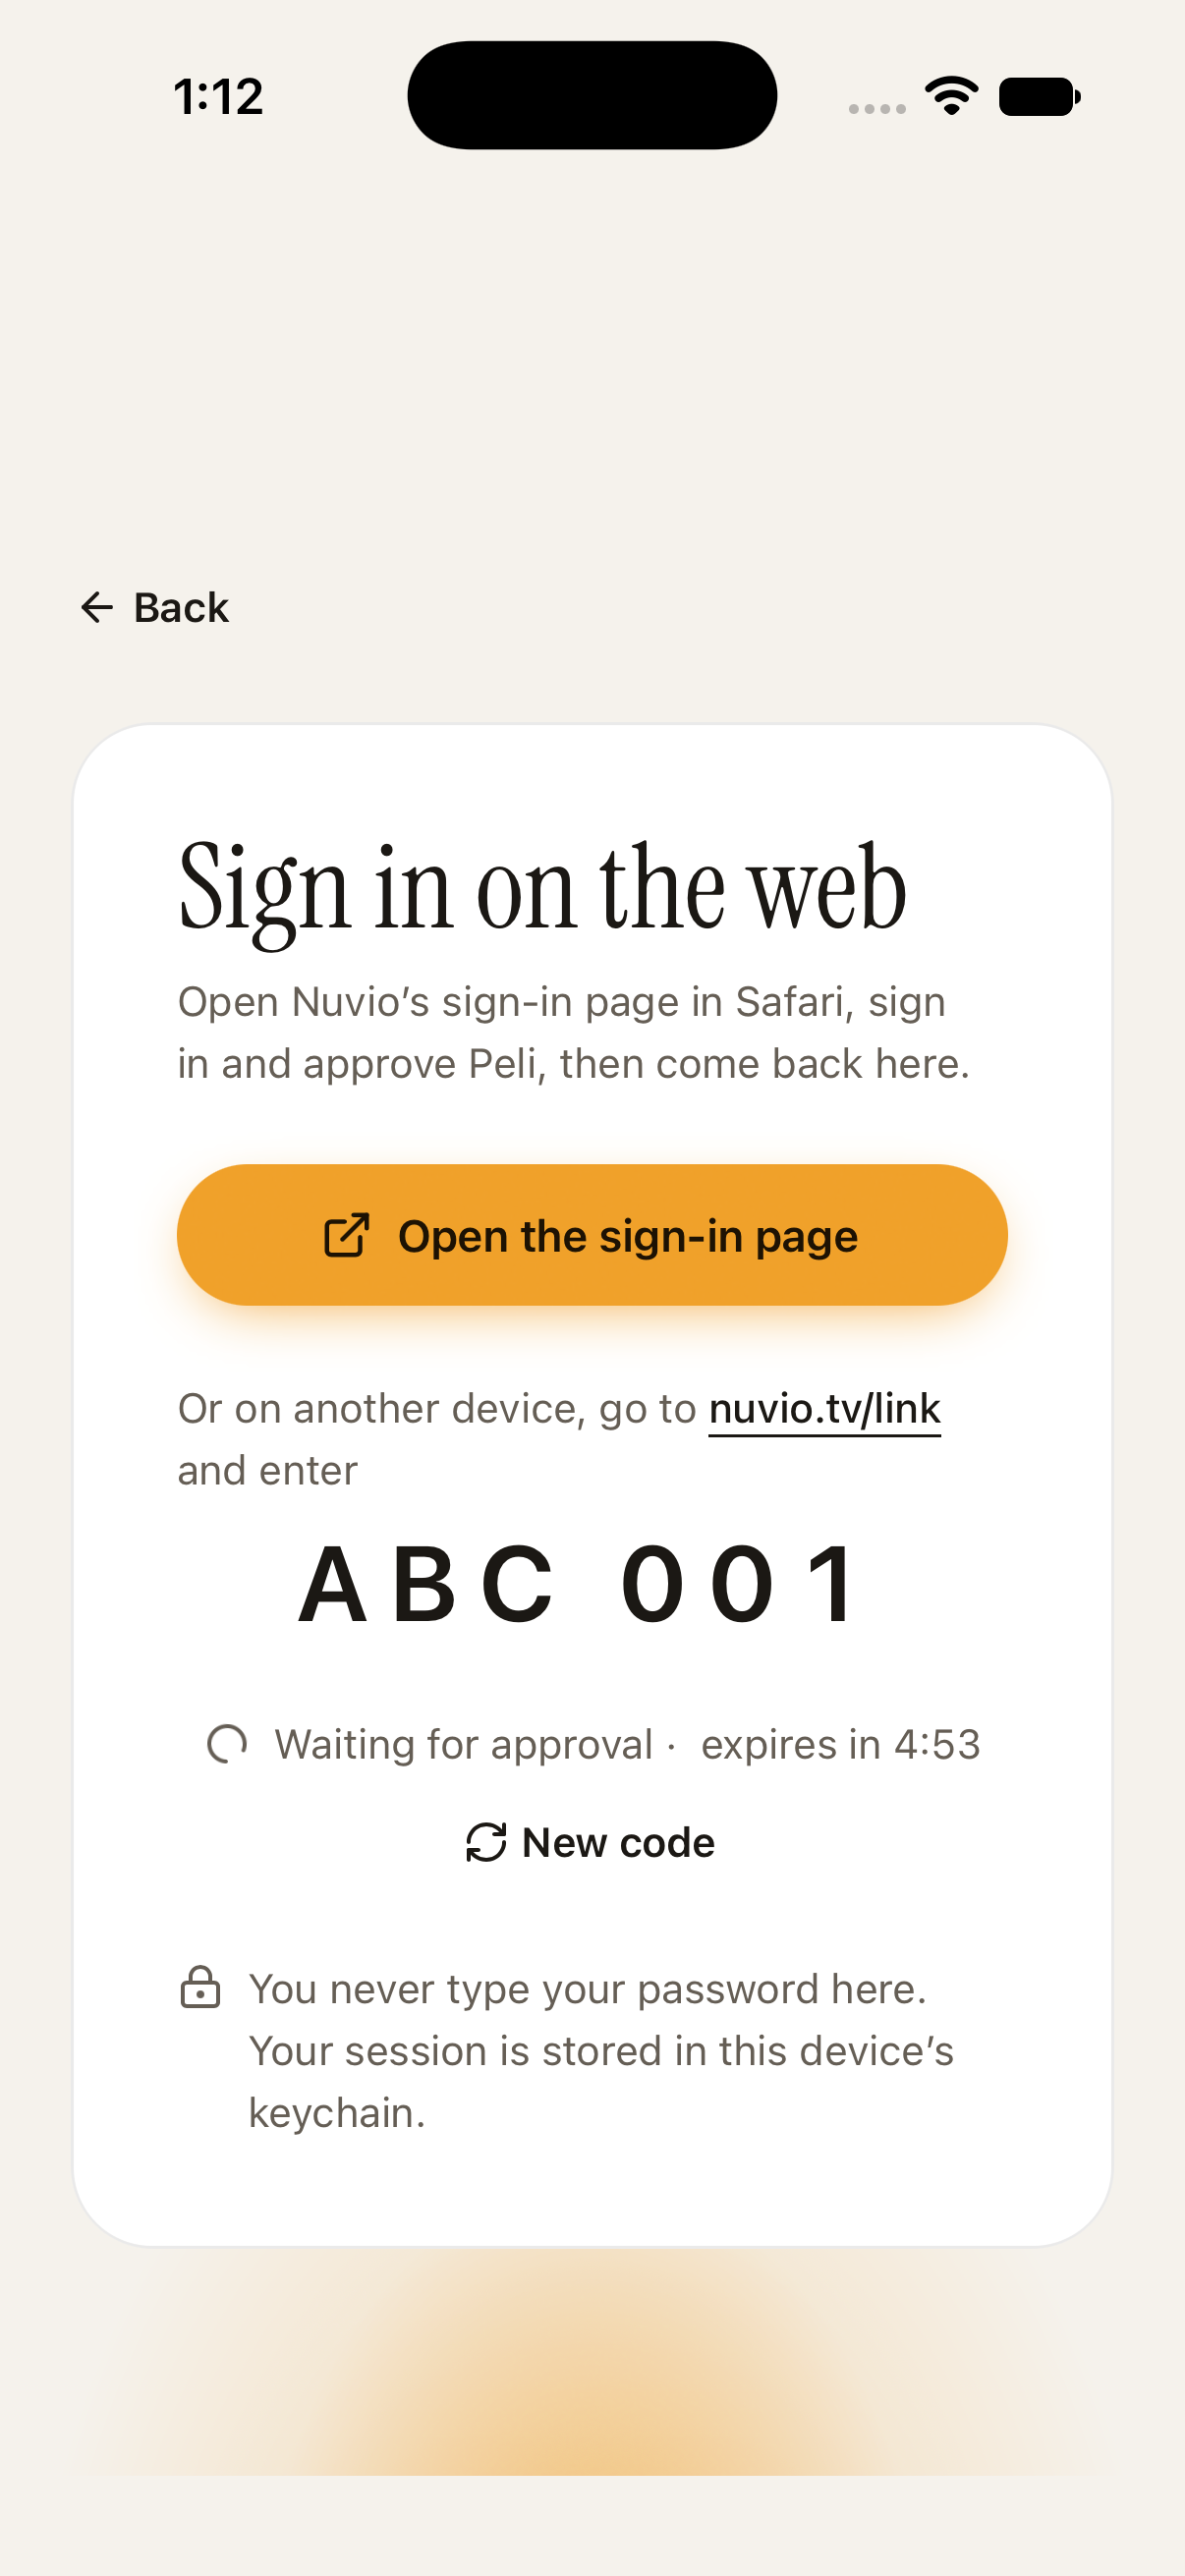 1:12
Back
Sign in on the web
Open Nuvio’s sign-in page in Safari, sign
in and approve Peli, then come back here.
Open the sign-in page
Or on another device, go to nuvio.tv/link
and enter
ABC 001
Waiting for approval · expires in 4:53
New code
You never type your password here.
Your session is stored in this device’s
keychain.